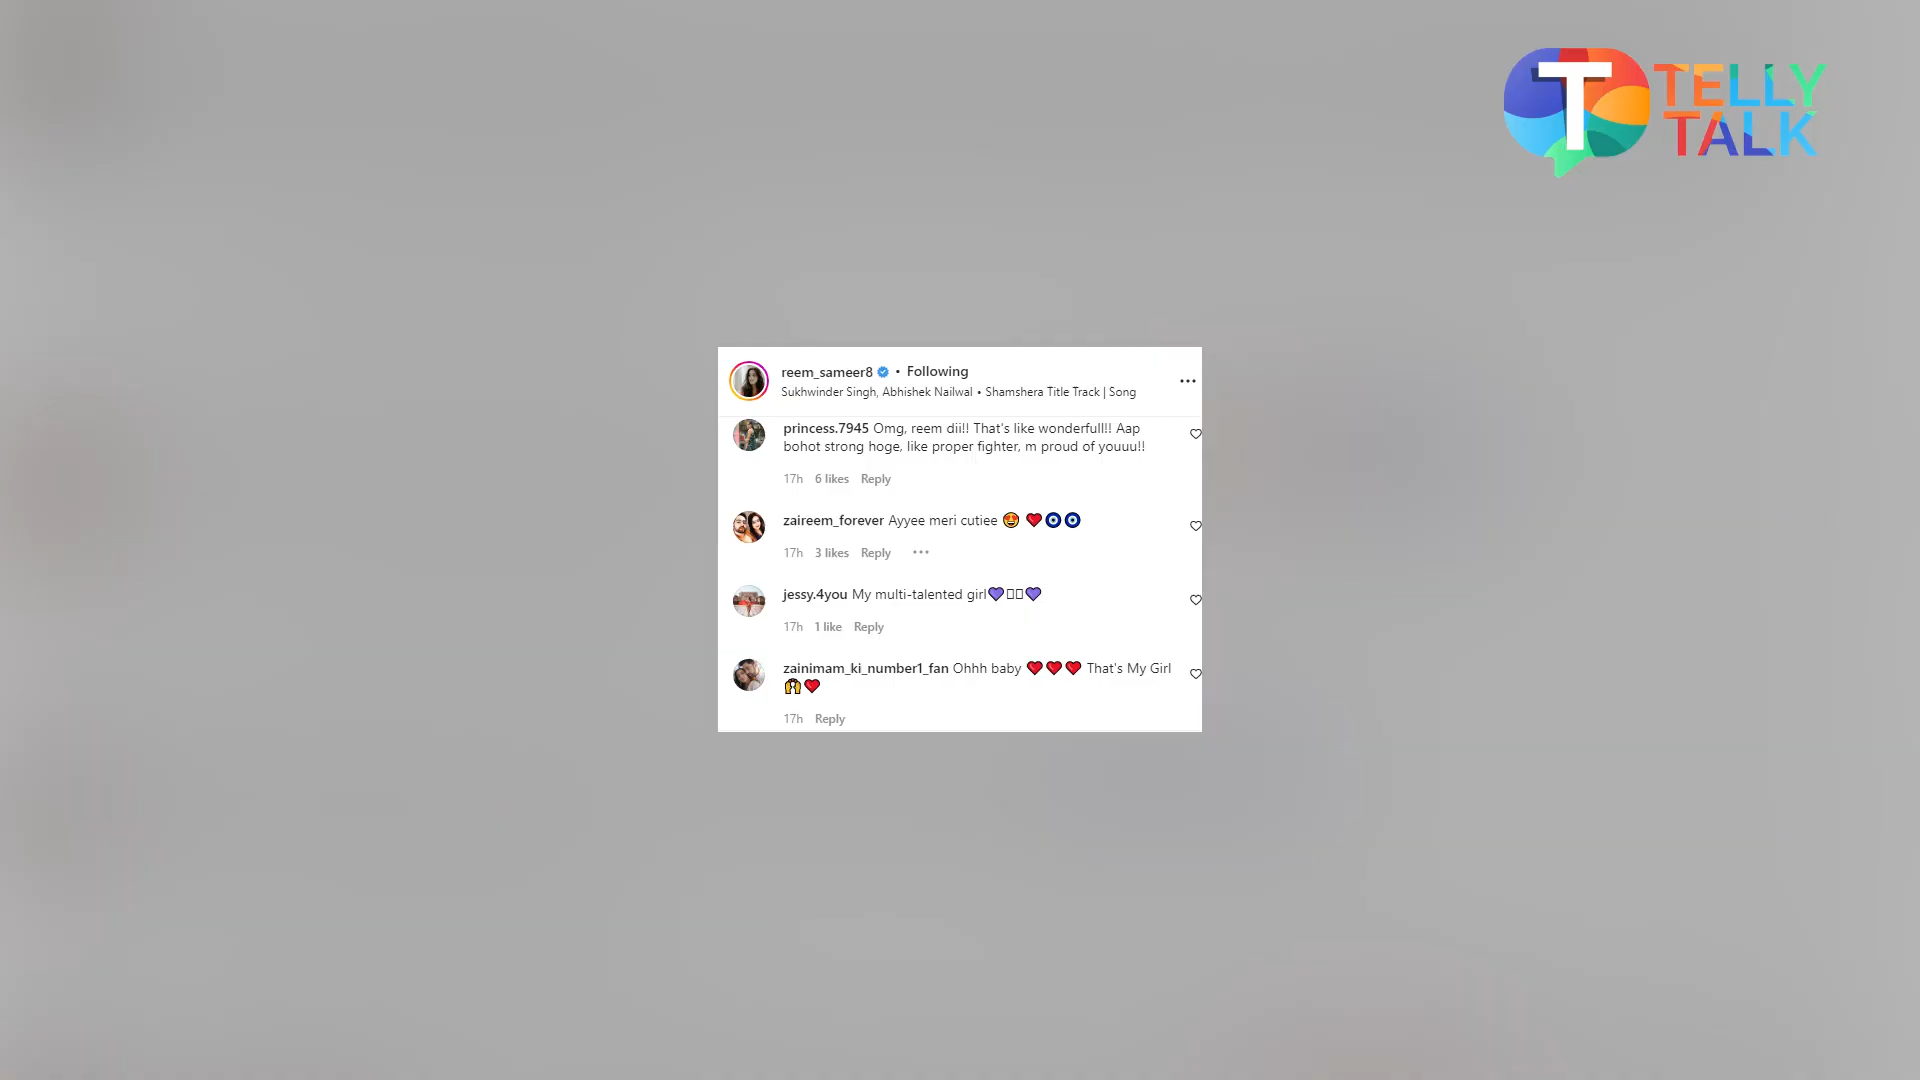 T TELLY
TALK
reem_sameer8 • Following
Sukhwinder Singh, Abhishek Nailwal • Shamshera Title Track | Song
princess.7945 Omg, reem dii!! That's like wonderfull!! Aap
bohot strong hoge, like proper fighter, m proud of youuu!!
17h 6 likes Reply
zaireem_forever Ayyee meri cutiee 😍 ❤️🧿🧿
17h 3 likes Reply
jessy.4you My multi-talented girl💜▯▯💜
17h 1 like Reply
zainimam_ki_number1_fan Ohhh baby ❤️❤️❤️ That's My Girl
🙌❤️
17h Reply